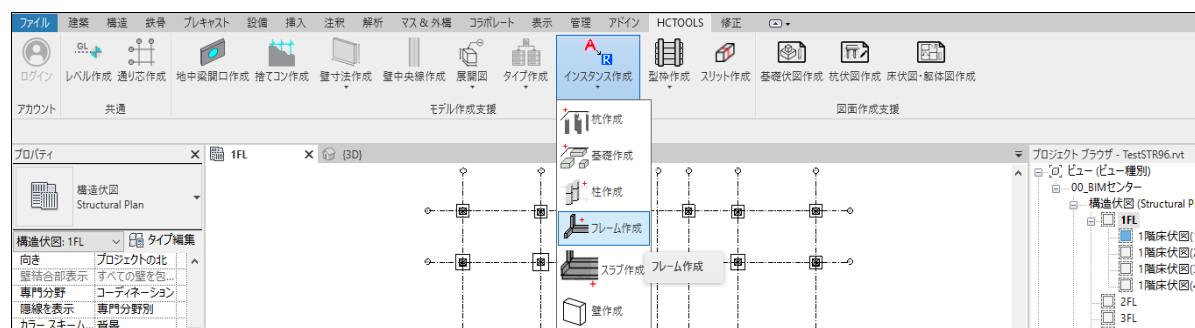 ファイル 建築 構造 鉄骨 プレキャスト 設備 挿入 注釈 解析 マス & 外構 コラボレート 表示 管理 アドイン HCTOOLS 修正
ログイン レベル作成 通り芯作成 地中梁開口作成 捨てコン作成 壁寸法作成 壁中央線作成 展開図 タイプ作成 インスタンス作成 型枠作成 スリット作成 基礎伏図作成 杭伏図作成 床伏図・躯体図作成
アカウント 共通 モデル作成支援 図面作成支援
杭作成
基礎作成
柱作成
フレーム作成
スラブ作成
壁作成
フレーム作成
プロパティ
構造伏図
Structural Plan
構造伏図: 1FL タイプ編集
向き プロジェクトの北
壁結合部表示 すべての壁を包...
専門分野 コーディネーション
隠線を表示 専門分野別
カラー スキーム... 背景
1FL {3D}
プロジェクト ブラウザ - TestSTR96.rvt
ビュー (ビュー種別)
00_BIMセンター
構造伏図 (Structural P
1FL
1階床伏図(
1階床伏図(
1階床伏図(
1階床伏図(
2FL
3FL